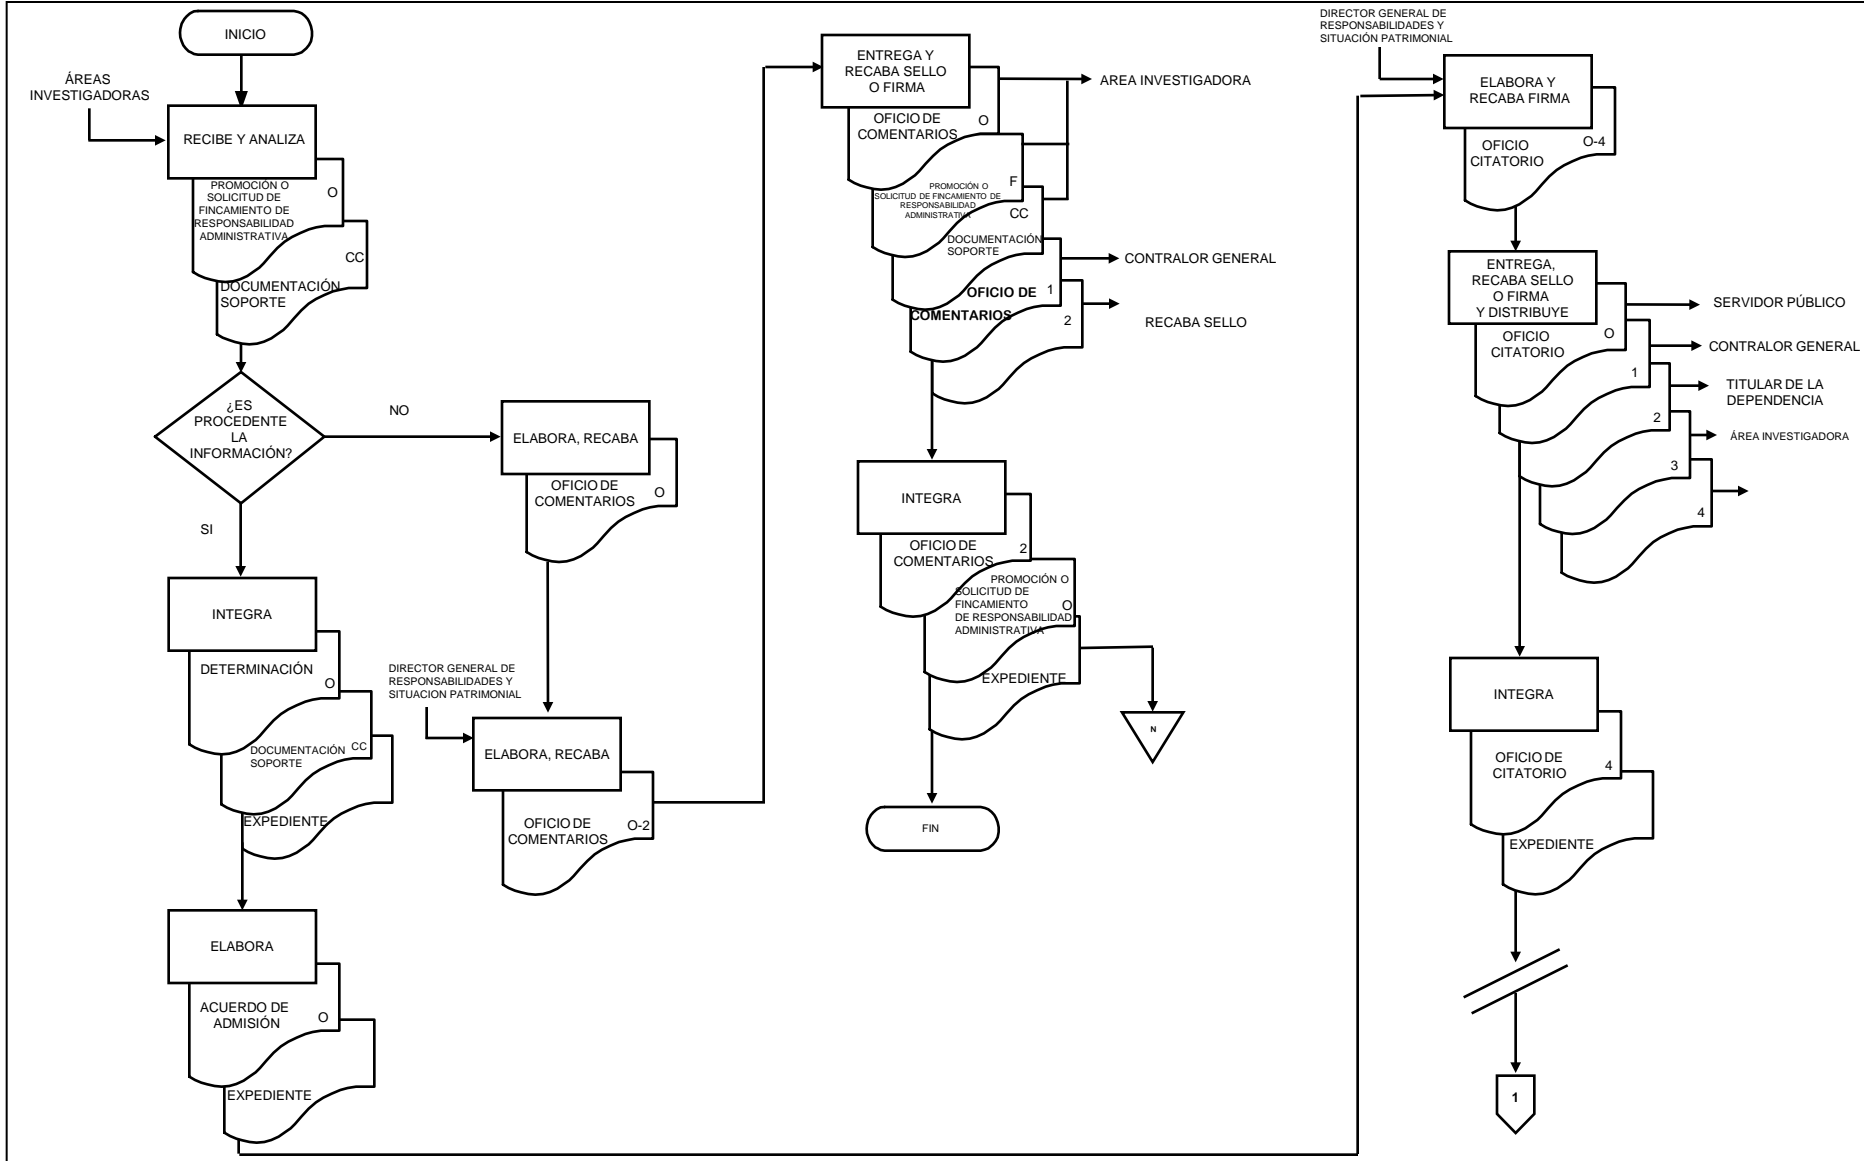 INICIO
ÁREAS
INVESTIGADORAS
RECIBE Y ANALIZA
PROMOCIÓN O
SOLICITUD DE
FINCAMIENTO DE
RESPONSABILIDAD
ADMINISTRATIVA
O
CC
DOCUMENTACIÓN
SOPORTE
¿ES
PROCEDENTE
LA
INFORMACIÓN?
NO
SI
INTEGRA
DETERMINACIÓN
O
DOCUMENTACIÓN
SOPORTE
CC
EXPEDIENTE
ELABORA
ACUERDO DE
ADMISIÓN
O
EXPEDIENTE
ELABORA, RECABA
OFICIO DE
COMENTARIOS
O
DIRECTOR GENERAL DE
RESPONSABILIDADES Y
SITUACION PATRIMONIAL
ELABORA, RECABA
OFICIO DE
COMENTARIOS
O-2
ENTREGA Y
RECABA SELLO
O FIRMA
OFICIO DE
COMENTARIOS
O
AREA INVESTIGADORA
F
PROMOCIÓN O
SOLICITUD DE FINCAMIENTO DE
RESPONSABILIDAD
ADMINISTRATIVA
CC
DOCUMENTACIÓN
SOPORTE
CONTRALOR GENERAL
OFICIO DE
COMENTARIOS
1
2
RECABA SELLO
INTEGRA
OFICIO DE
COMENTARIOS
2
PROMOCIÓN O
SOLICITUD DE
FINCAMIENTO
DE RESPONSABILIDAD
ADMINISTRATIVA
O
EXPEDIENTE
N
FIN
DIRECTOR GENERAL DE
RESPONSABILIDADES Y
SITUACIÓN PATRIMONIAL
ELABORA Y
RECABA FIRMA
OFICIO
CITATORIO
O-4
ENTREGA,
RECABA SELLO
O FIRMA
Y DISTRIBUYE
OFICIO
CITATORIO
O
SERVIDOR PÚBLICO
CONTRALOR GENERAL
1
TITULAR DE LA
DEPENDENCIA
2
ÁREA INVESTIGADORA
3
4
INTEGRA
OFICIO DE
CITATORIO
4
EXPEDIENTE
1